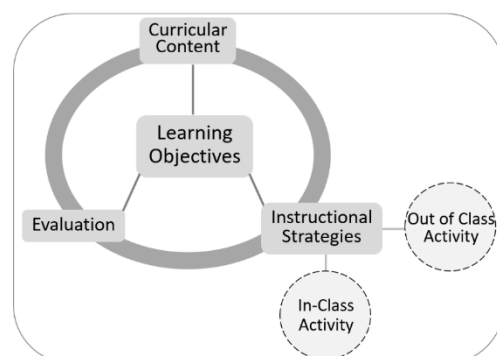 Curricular
Content
Learning
Objectives
Evaluation
Instructional
Strategies
Out of Class
Activity
In-Class
Activity